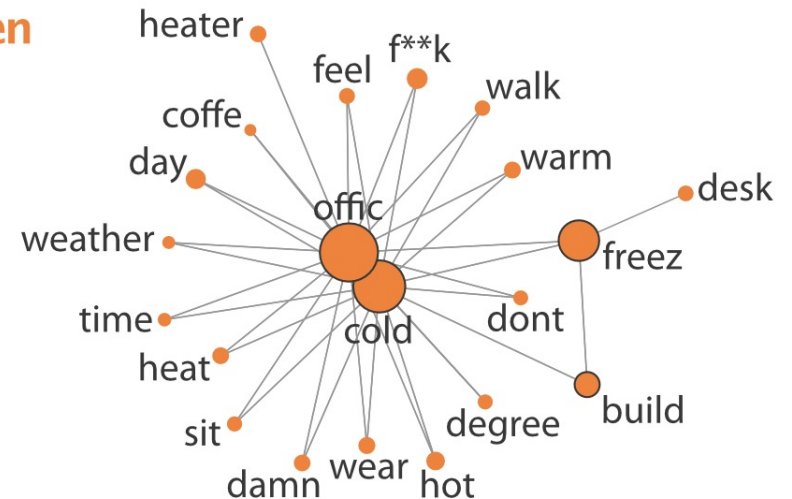 en
heater
f**k
feel
walk
coffe
day
warm
desk
offic
weather
freez
time
dont
cold
heat
build
degree
sit
wear
damn
hot